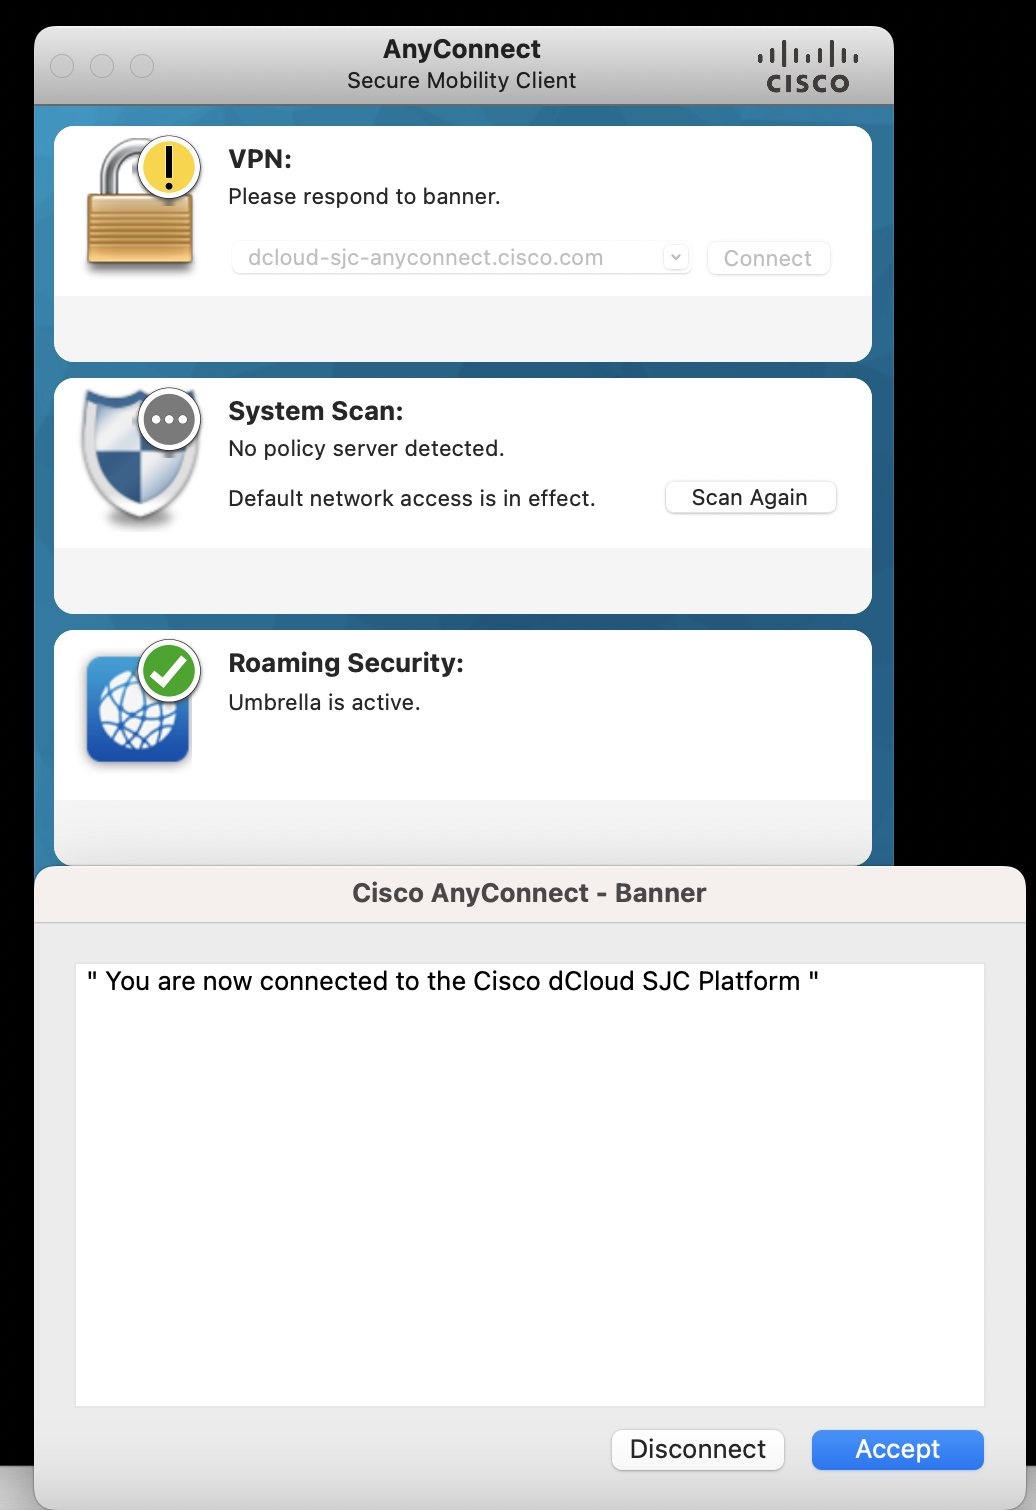 AnyConnect
Secure Mobility Client
CISCO
VPN:
Please respond to banner.
dcloud-sjc-anyconnect.cisco.com
Connect
System Scan:
No policy server detected.
Default network access is in effect.
Scan Again
Roaming Security:
Umbrella is active.
Cisco AnyConnect - Banner
" You are now connected to the Cisco dCloud SJC Platform "
Disconnect
Accept